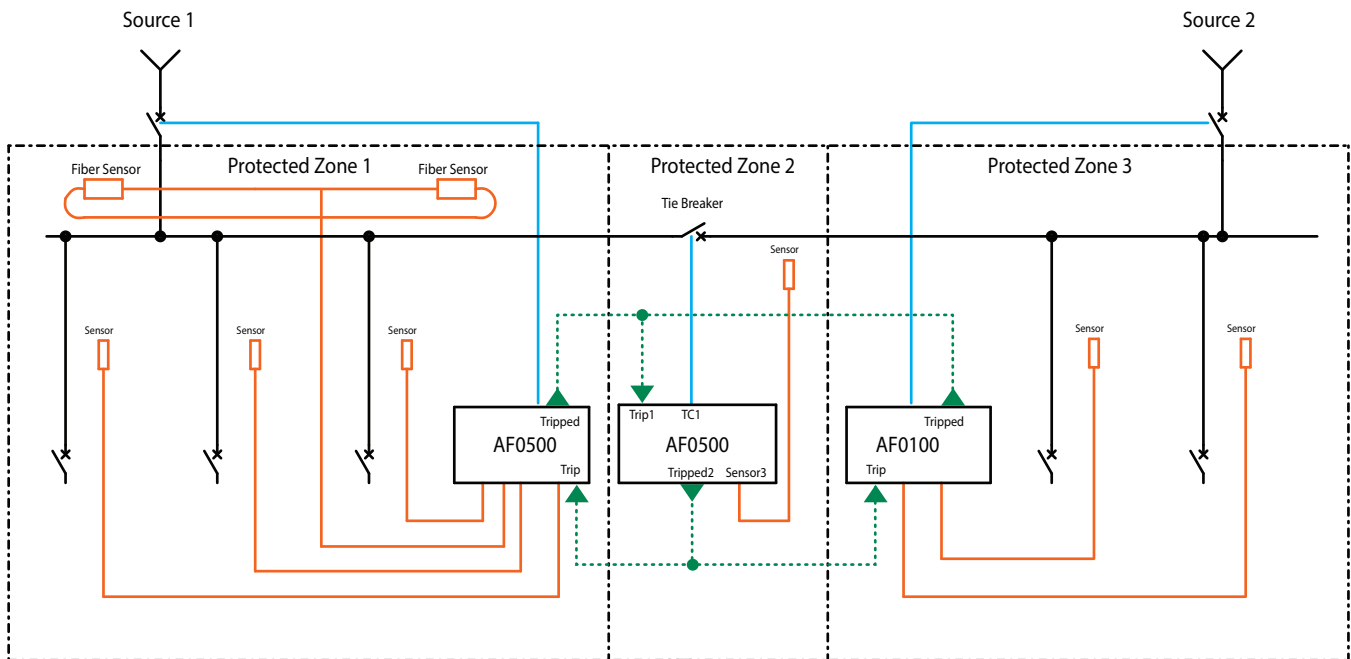 Source 1
Source 2
Protected Zone 1
Protected Zone 2
Protected Zone 3
Fiber Sensor
Fiber Sensor
Tie Breaker
Sensor
Sensor
Sensor
Sensor
Sensor
Sensor
Tripped
AF0500
Trip
Trip1
TC1
AF0500
Tripped2
Sensor3
Tripped
AF0100
Trip